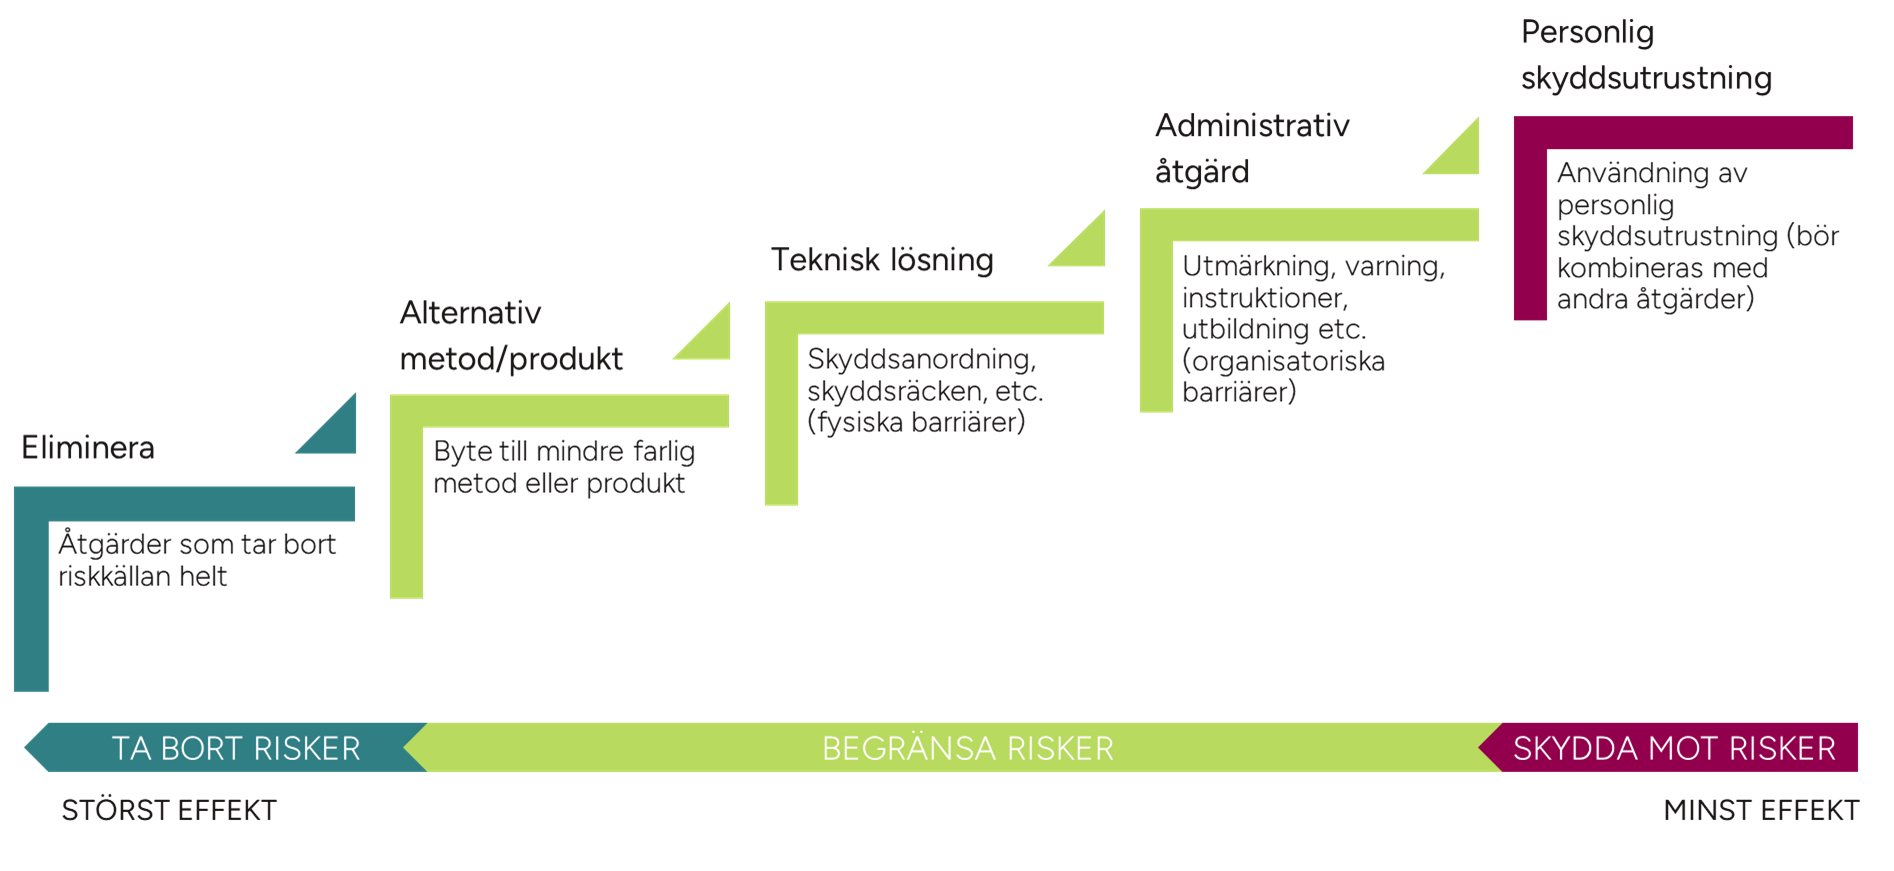 Eliminera
Åtgärder som tar bort
riskkällan helt
Alternativ
metod/produkt
Byte till mindre farlig
metod eller produkt
Teknisk lösning
Skyddsanordning,
skyddsräcken, etc.
(fysiska barriärer)
Administrativ
åtgärd
Utmärkning, varning,
instruktioner,
utbildning etc.
(organisatoriska
barriärer)
Personlig
skyddsutrustning
Användning av
personlig
skyddsutrustning (bör
kombineras med
andra åtgärder)
TA BORT RISKER
BEGRÄNSA RISKER
SKYDDA MOT RISKER
STÖRST EFFEKT
MINST EFFEKT